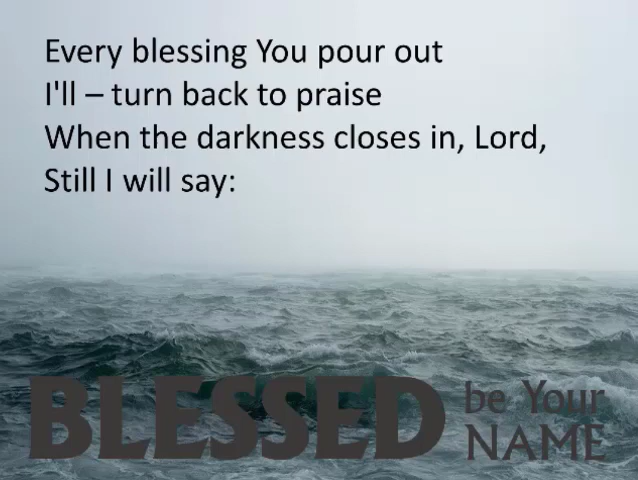 Every blessing You pour out
I'll – turn back to praise
When the darkness closes in, Lord,
Still I will say:
BLESSED be Your
NAME